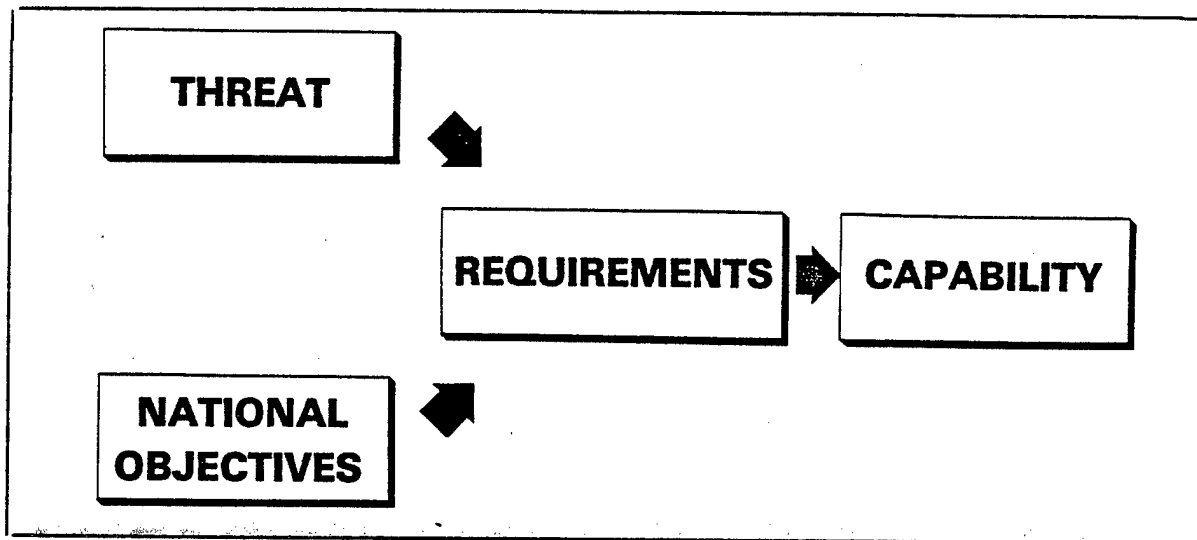 THREAT
REQUIREMENTS
CAPABILITY
NATIONAL
OBJECTIVES